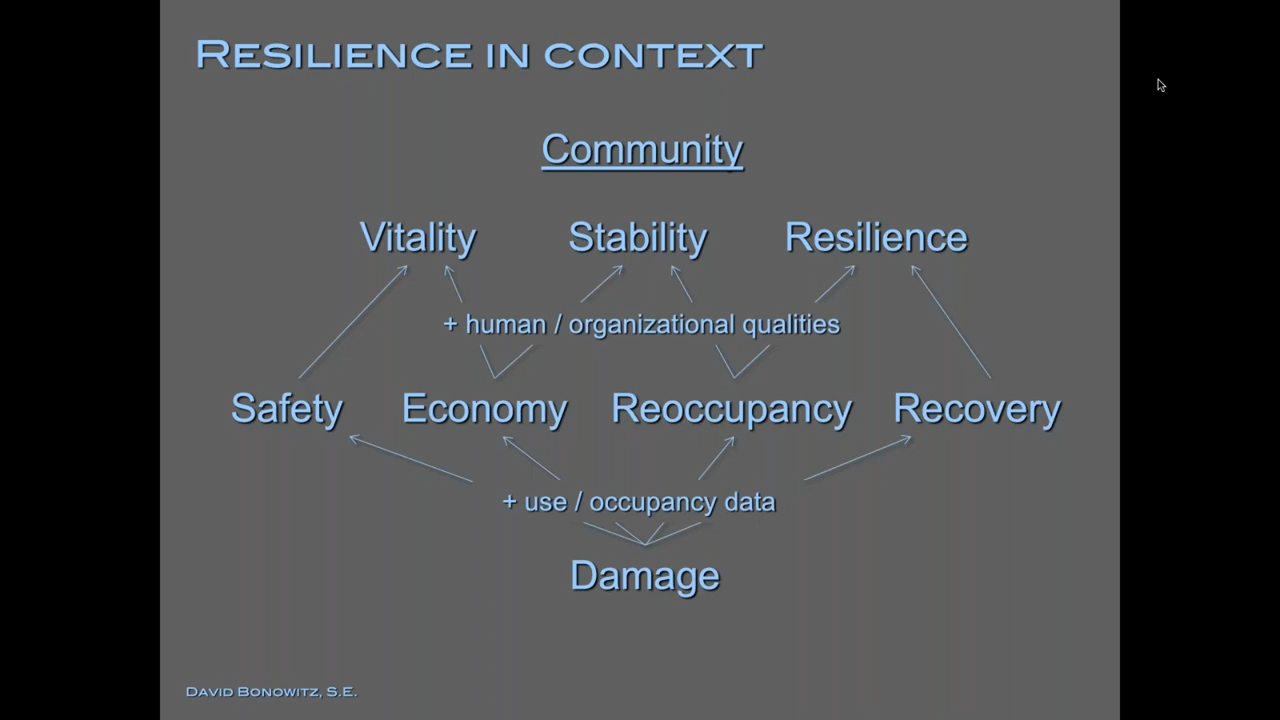 RESILIENCE IN CONTEXT
Community
Vitality Stability Resilience
+ human / organizational qualities
Safety Economy Reoccupancy Recovery
+ use / occupancy data
Damage
DAVID BONOWITZ, S.E.